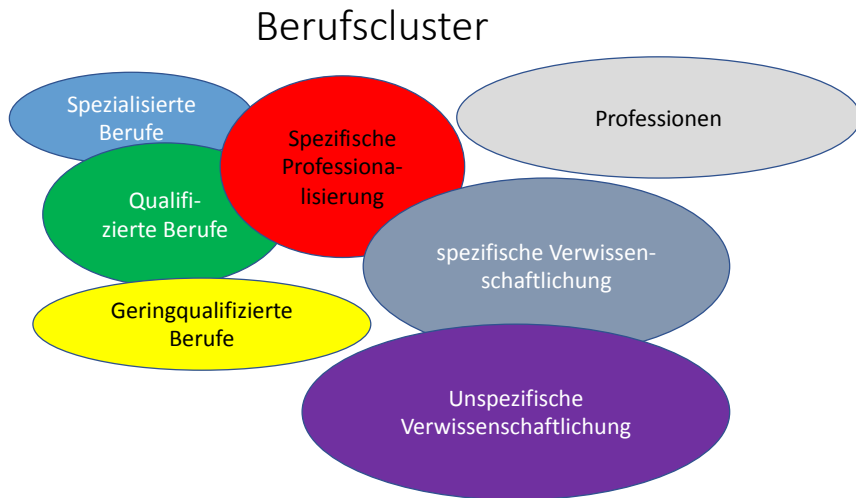 Berufscluster
Spezialisierte
Berufe
Spezifische
Professiona-
lisierung
Professionen
Qualifi-
zierte Berufe
spezifische Verwissen-
schaftlichung
Geringqualifizierte
Berufe
Unspezifische
Verwissenschaftlichung